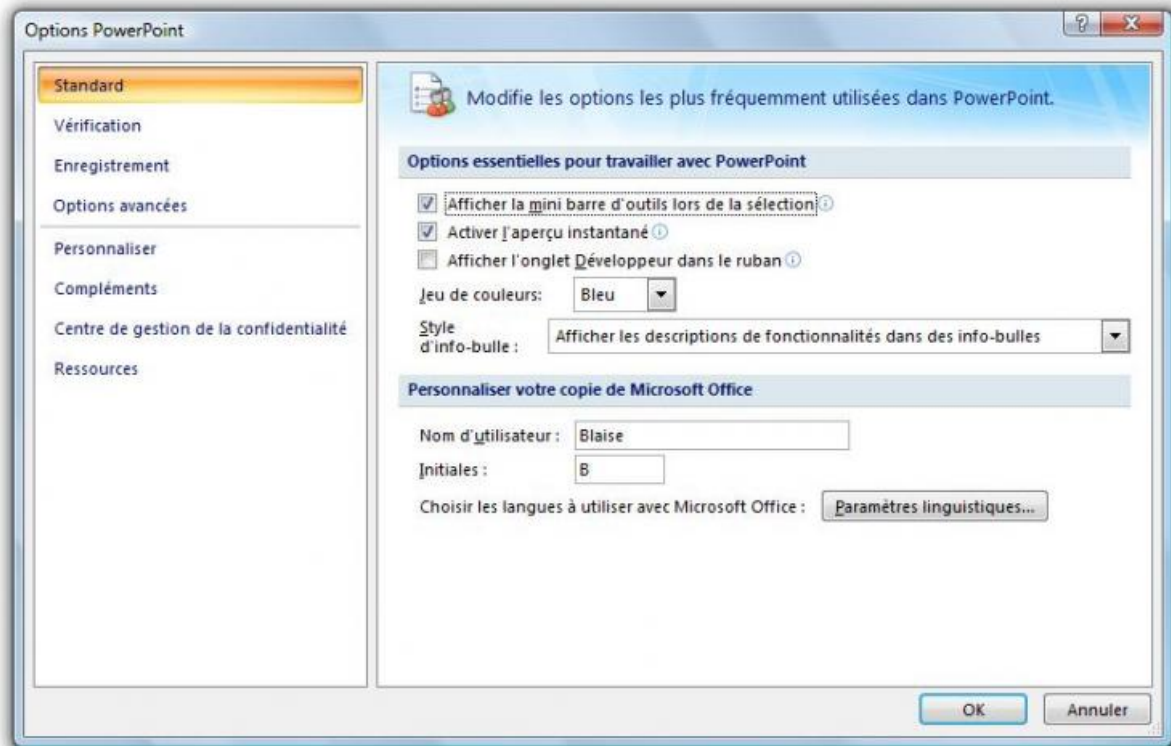 Options PowerPoint
Standard
Vérification
Enregistrement
Options avancées
Personnaliser
Compléments
Centre de gestion de la confidentialité
Ressources
Modifie les options les plus fréquemment utilisées dans PowerPoint.
Options essentielles pour travailler avec PowerPoint
Afficher la mini barre d'outils lors de la sélection
Activer l'aperçu instantané
Afficher l'onglet Développeur dans le ruban
Jeu de couleurs: Bleu
Style
d'info-bulle : Afficher les descriptions de fonctionnalités dans des info-bulles
Personnaliser votre copie de Microsoft Office
Nom d'utilisateur : Blaise
Initiales : B
Choisir les langues à utiliser avec Microsoft Office : Paramètres linguistiques...
OK Annuler